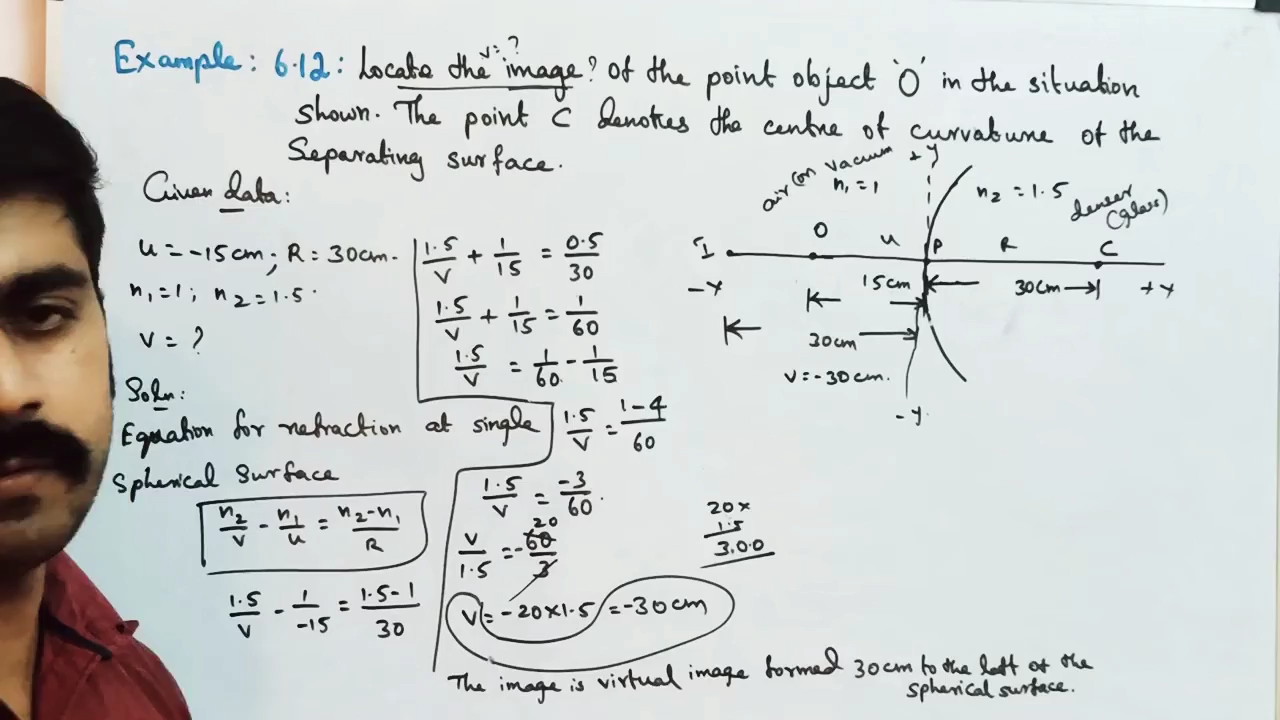 Example: 6.12: Locate the image? of the point object 'O' in the situation
v=?
shown. The point C denotes the centre of curvature of the
Separating surface.
Given data:
u = -15cm; R = 30cm.
n₁=1; n₂=1.5.
v = ?
Soln:
Equation for refraction at single
Spherical Surface
n₂/v - n₁/u = n₂-n₁/R
1.5/v - 1/-15 = 1.5-1/30
1.5/v + 1/15 = 0.5/30
1.5/v + 1/15 = 1/60
1.5/v = 1/60 - 1/15
1.5/v = 1-4/60
1.5/v = -3/60.
v/1.5 = -60/3
20
v = -20×1.5 = -30cm
20×
1.5
3.00
air (or) vacuum
n₁=1
+y
n₂ = 1.5
denser
(glass)
I O u P R C
-x 15cm 30cm +x
30cm
v=-30cm.
-y.
The image is virtual image formed 30cm to the left of the
spherical surface.